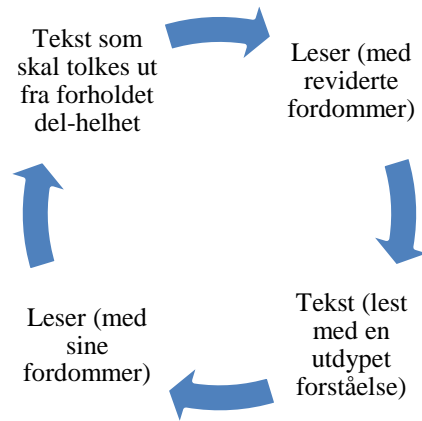 Tekst som
skal tolkes ut
fra forholdet
del-helhet
Leser (med
reviderte
fordommer)
Tekst (lest
med en
utdypet
forståelse)
Leser (med
sine
fordommer)